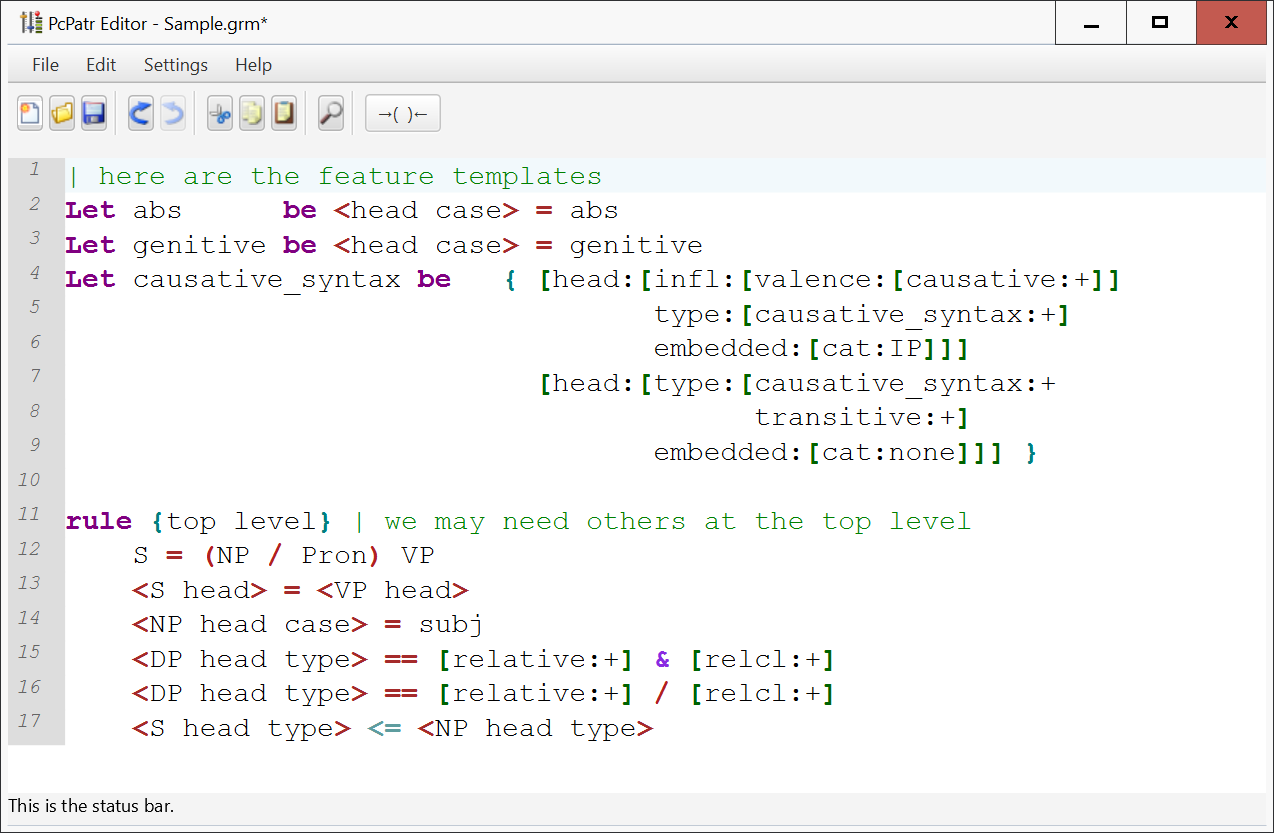 PcPatr Editor - Sample.grm*
File Edit Settings Help
→( )←
1 | here are the feature templates
2 Let abs      be <head case> = abs
3 Let genitive be <head case> = genitive
4 Let causative_syntax be   { [head:[infl:[valence:[causative:+]]
5                                    type:[causative_syntax:+]
6                                    embedded:[cat:IP]]]
7                             [head:[type:[causative_syntax:+
8                                          transitive:+]
9                                    embedded:[cat:none]]] }
10
11 rule {top level} | we may need others at the top level
12     S = (NP / Pron) VP
13     <S head> = <VP head>
14     <NP head case> = subj
15     <DP head type> == [relative:+] & [relcl:+]
16     <DP head type> == [relative:+] / [relcl:+]
17     <S head type> <= <NP head type>
This is the status bar.